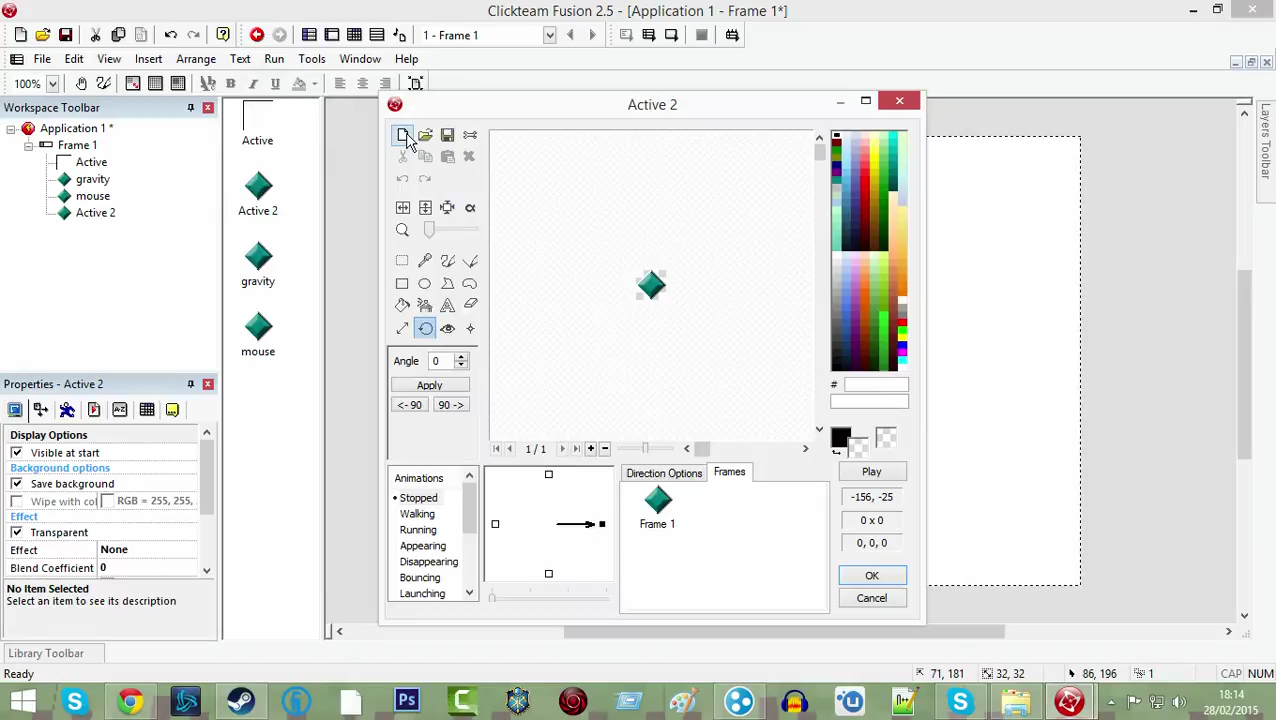 Clickteam Fusion 2.5 - [Application 1 - Frame 1*]
1 - Frame 1
File Edit View Insert Arrange Text Run Tools Window Help
100%
Workspace Toolbar
Application 1 *
Frame 1
Active
gravity
mouse
Active 2
Active
Active 2
gravity
mouse
Active 2
Angle 0
Apply
<- 90 90 ->
1 / 1
#
Animations
Stopped
Walking
Running
Appearing
Disappearing
Bouncing
Launching
Direction Options Frames
Frame 1
Play
-156, -25
0 x 0
0, 0, 0
OK
Cancel
Layers Toolbar
Properties - Active 2
Display Options
Visible at start
Background options
Save background
Wipe with col RGB = 255, 255,
Effect
Transparent
Effect None
Blend Coefficient 0
No Item Selected
Select an item to see its description
Library Toolbar
Ready 71, 181 32, 32 86, 196 1 CAP NUM
18:14
28/02/2015